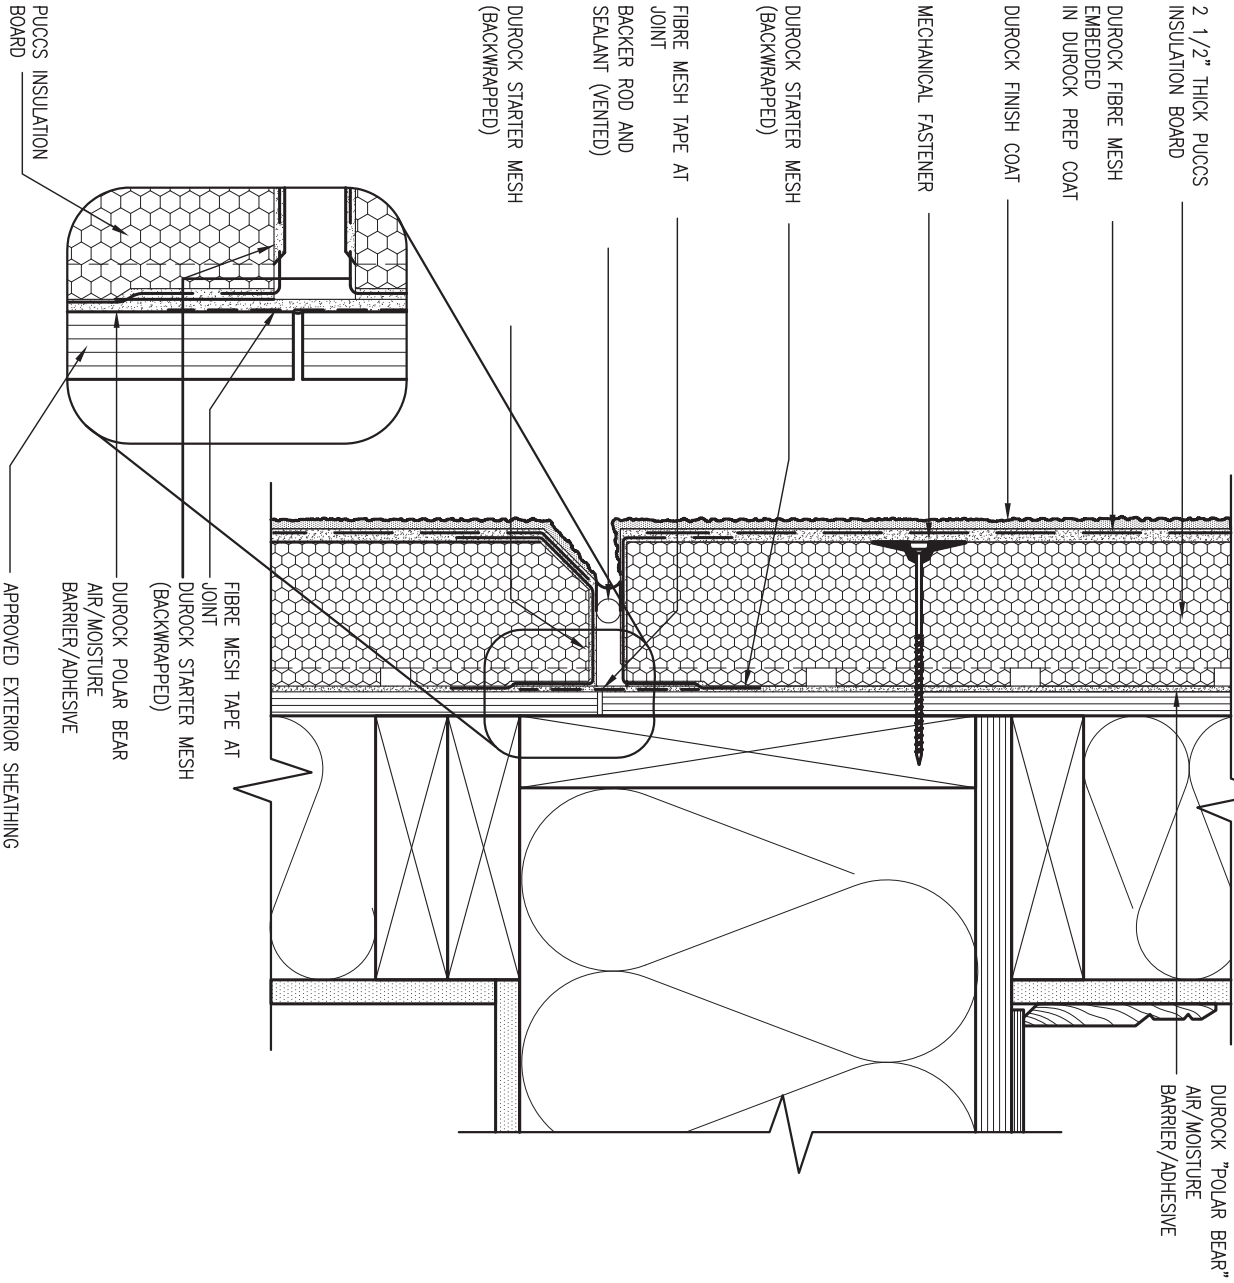 2 1/2" THICK PUCCS
INSULATION BOARD
DUROCK FIBRE MESH
EMBEDDED
IN DUROCK PREP COAT
DUROCK FINISH COAT
MECHANICAL FASTENER
DUROCK STARTER MESH
(BACKWRAPPED)
FIBRE MESH TAPE AT
JOINT
BACKER ROD AND
SEALANT (VENTED)
DUROCK STARTER MESH
(BACKWRAPPED)
PUCCS INSULATION
BOARD
DUROCK "POLAR BEAR"
AIR/MOISTURE
BARRIER/ADHESIVE
FIBRE MESH TAPE AT
JOINT
DUROCK STARTER MESH
(BACKWRAPPED)
DUROCK POLAR BEAR
AIR/MOISTURE
BARRIER/ADHESIVE
APPROVED EXTERIOR SHEATHING